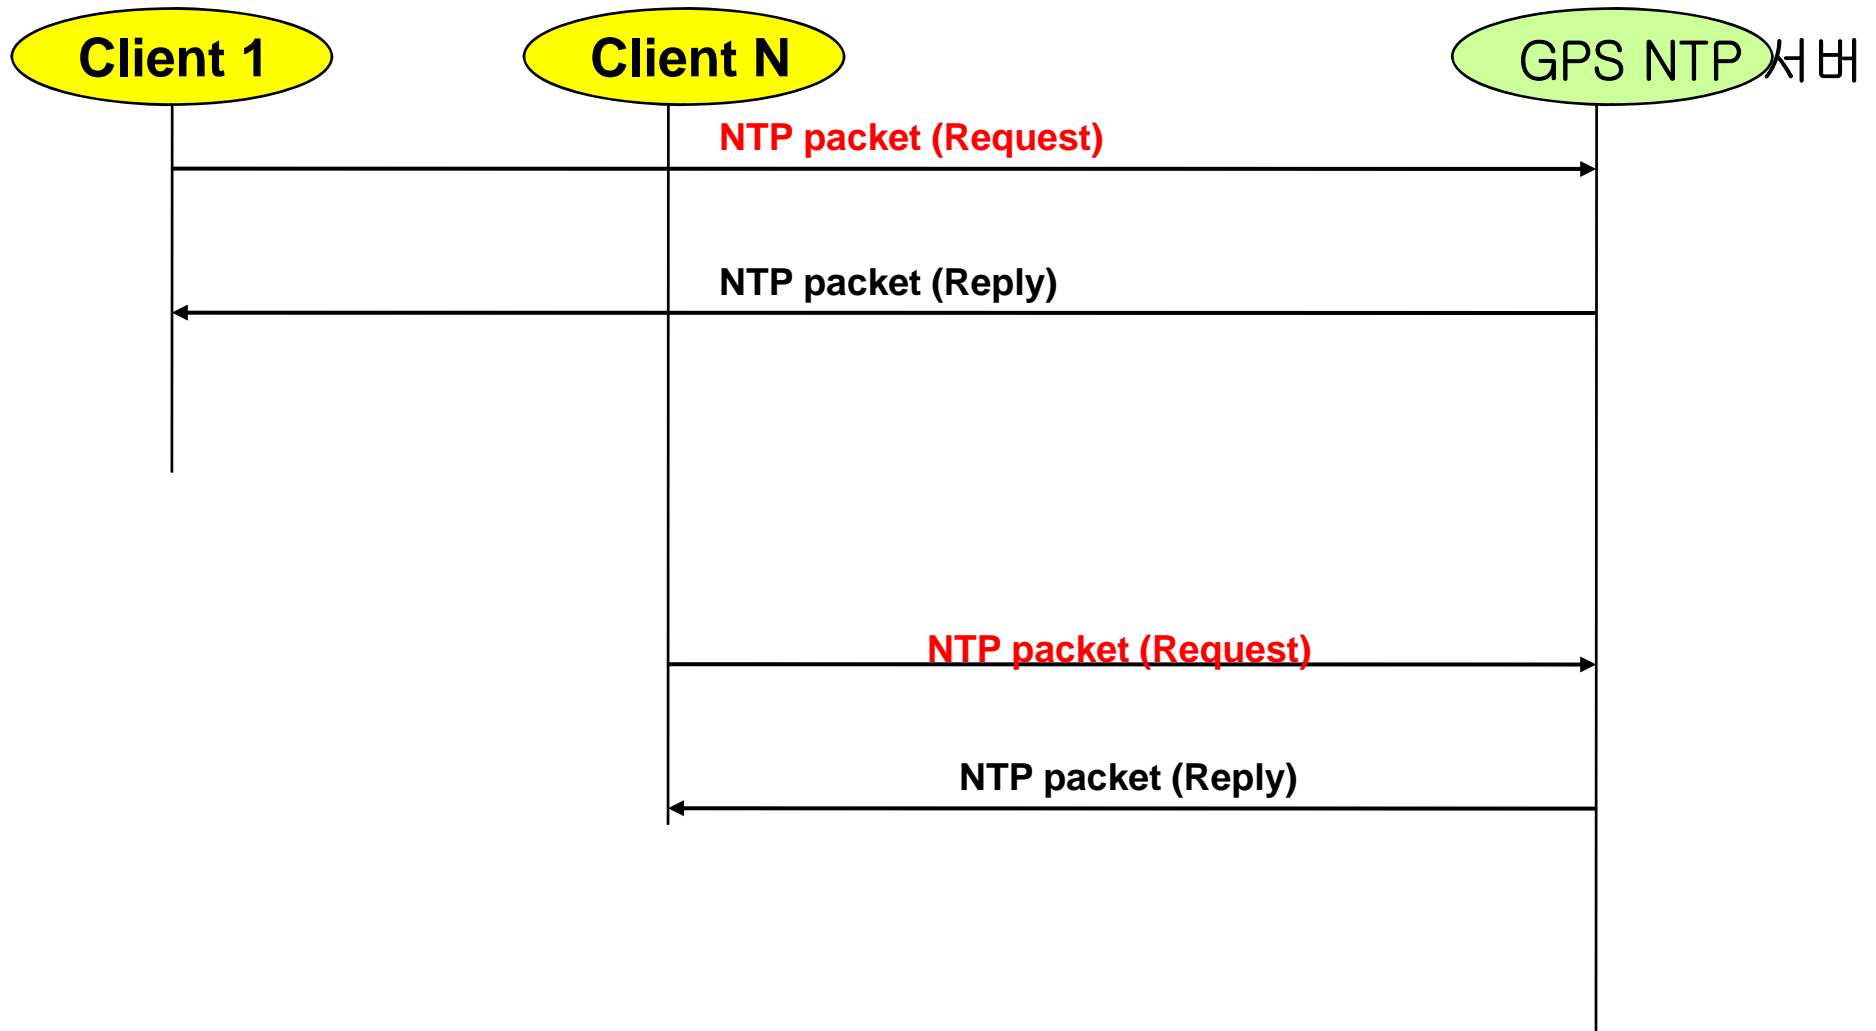 Client 1
Client N
GPS NTP 서버
NTP packet (Request)
NTP packet (Reply)
NTP packet (Request)
NTP packet (Reply)